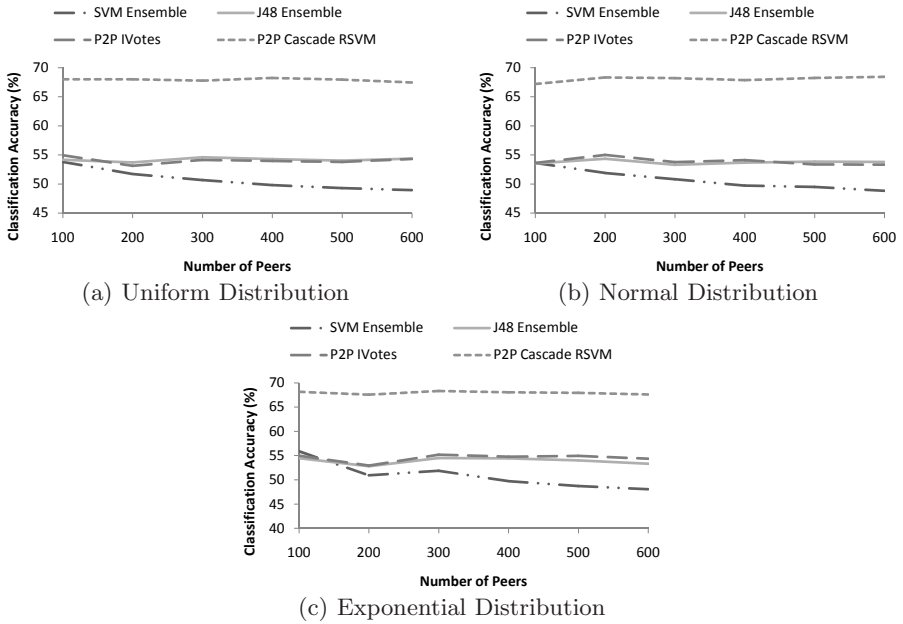 SVM Ensemble J48 Ensemble
P2P IVotes P2P Cascade RSVM
Classification Accuracy (%)
70
65
60
55
50
45
100 200 300 400 500 600
Number of Peers
(a) Uniform Distribution
SVM Ensemble J48 Ensemble
P2P IVotes P2P Cascade RSVM
Classification Accuracy (%)
70
65
60
55
50
45
100 200 300 400 500 600
Number of Peers
(b) Normal Distribution
SVM Ensemble J48 Ensemble
P2P IVotes P2P Cascade RSVM
Classification Accuracy (%)
70
65
60
55
50
45
40
100 200 300 400 500 600
Number of Peers
(c) Exponential Distribution